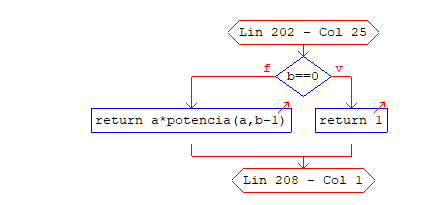 Lin 202 - Col 25
f
b==0
v
return a*potencia(a,b-1)
return 1
Lin 208 - Col 1